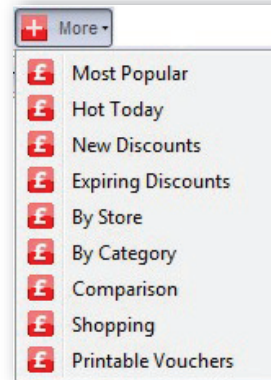 More
£ Most Popular
£ Hot Today
£ New Discounts
£ Expiring Discounts
£ By Store
£ By Category
£ Comparison
£ Shopping
£ Printable Vouchers